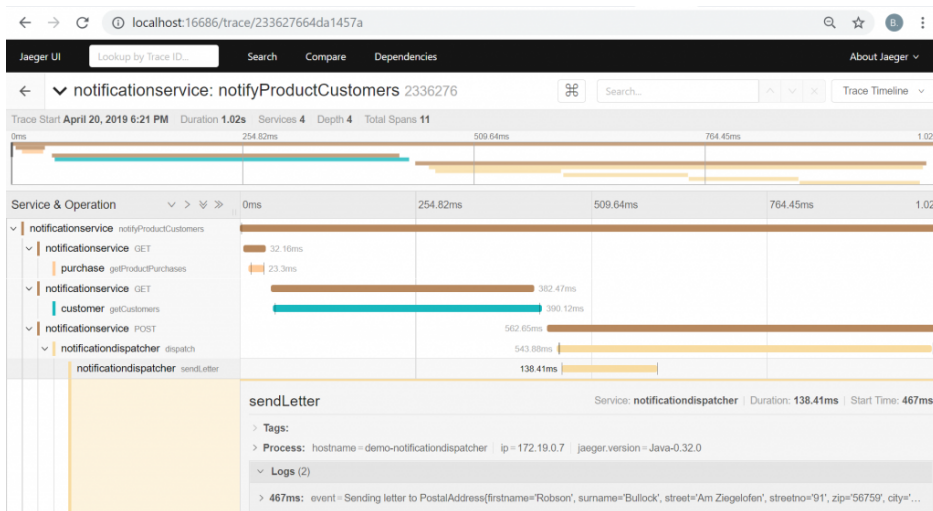 localhost:16686/trace/233627664da1457a
B.
Jaeger UI Lookup by Trace ID... Search Compare Dependencies About Jaeger
notificationservice: notifyProductCustomers 2336276 ⌘ Search... Trace Timeline
Trace Start April 20, 2019 6:21 PM Duration 1.02s Services 4 Depth 4 Total Spans 11
0ms 254.82ms 509.64ms 764.45ms 1.02
Service & Operation 0ms 254.82ms 509.64ms 764.45ms 1.02
notificationservice notifyProductCustomers
notificationservice GET 32.16ms
purchase getProductPurchases 23.3ms
notificationservice GET 382.47ms
customer getCustomers 390.12ms
notificationservice POST 562.65ms
notificationdispatcher dispatch 543.88ms
notificationdispatcher sendLetter 138.41ms
sendLetter Service: notificationdispatcher | Duration: 138.41ms | Start Time: 467ms
Tags:
Process: hostname = demo-notificationdispatcher | ip = 172.19.0.7 | jaeger.version = Java-0.32.0
Logs (2)
467ms: event = Sending letter to PostalAddress{firstname='Robson', surname='Bullock', street='Am Ziegelofen', streetno='91', zip='56759', city='...